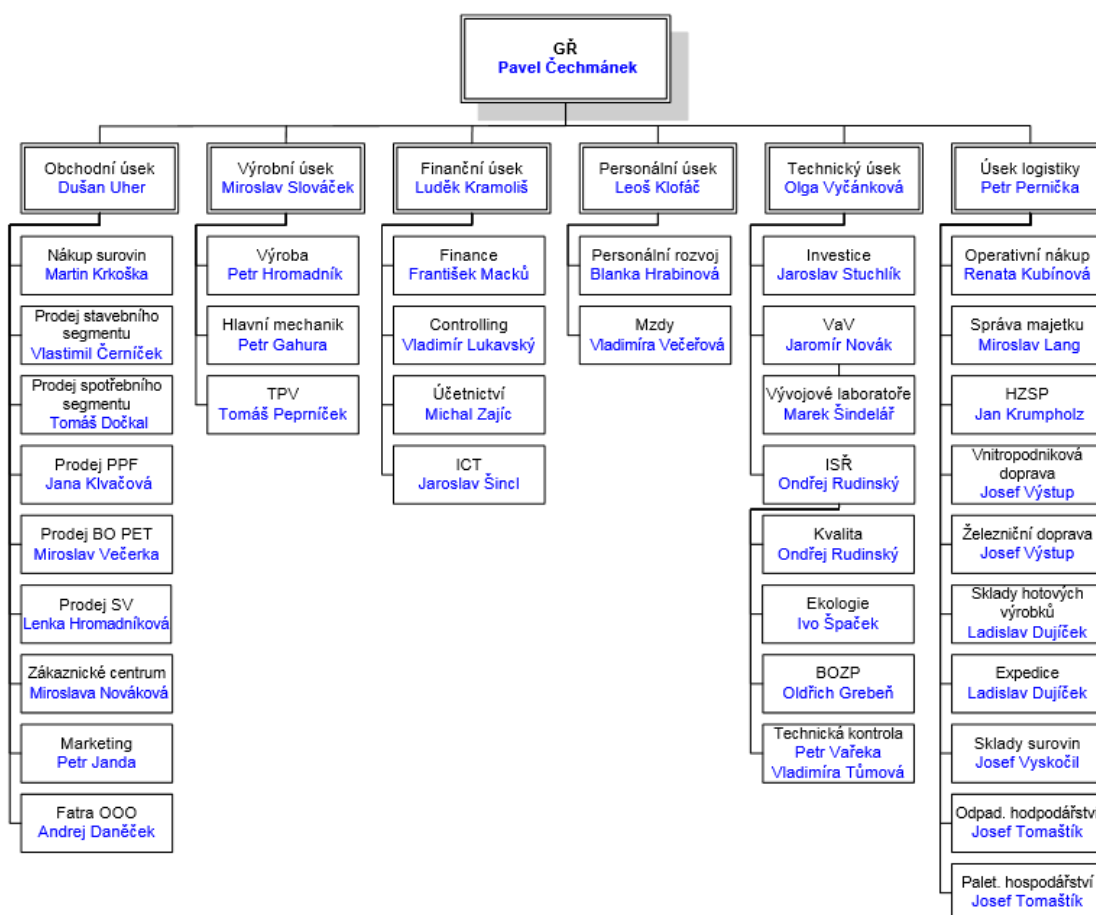 GŘ
Pavel Čechmánek
Obchodní úsek
Dušan Uher
Výrobní úsek
Miroslav Slováček
Finanční úsek
Luděk Kramoliš
Personální úsek
Leoš Klofáč
Technický úsek
Olga Vyčánková
Úsek logistiky
Petr Pernička
Nákup surovin
Martin Krkoška
Prodej stavebního
segmentu
Vlastimil Černíček
Prodej spotřebního
segmentu
Tomáš Dočkal
Prodej PPF
Jana Klvačová
Prodej BO PET
Miroslav Večerka
Prodej SV
Lenka Hromadníková
Zákaznické centrum
Miroslava Nováková
Marketing
Petr Janda
Fatra OOO
Andrej Daněček
Výroba
Petr Hromadník
Hlavní mechanik
Petr Gahura
TPV
Tomáš Peprníček
Finance
František Macků
Controlling
Vladimír Lukavský
Účetnictví
Michal Zajíc
ICT
Jaroslav Šincl
Personální rozvoj
Blanka Hrabinová
Mzdy
Vladimíra Večeřová
Investice
Jaroslav Stuchlík
VaV
Jaromír Novák
Vývojové laboratoře
Marek Šindelář
ISŘ
Ondřej Rudinský
Kvalita
Ondřej Rudinský
Ekologie
Ivo Špaček
BOZP
Oldřich Grebeň
Technická kontrola
Petr Vařeka
Vladimíra Tůmová
Operativní nákup
Renata Kubínová
Správa majetku
Miroslav Lang
HZSP
Jan Krumpholz
Vnitropodniková
doprava
Josef Výstup
Železniční doprava
Josef Výstup
Sklady hotových
výrobků
Ladislav Dujíček
Expedice
Ladislav Dujíček
Sklady surovin
Josef Vyskočil
Odpad. hodpodářství
Josef Tomaštík
Palet. hospodářství
Josef Tomaštík